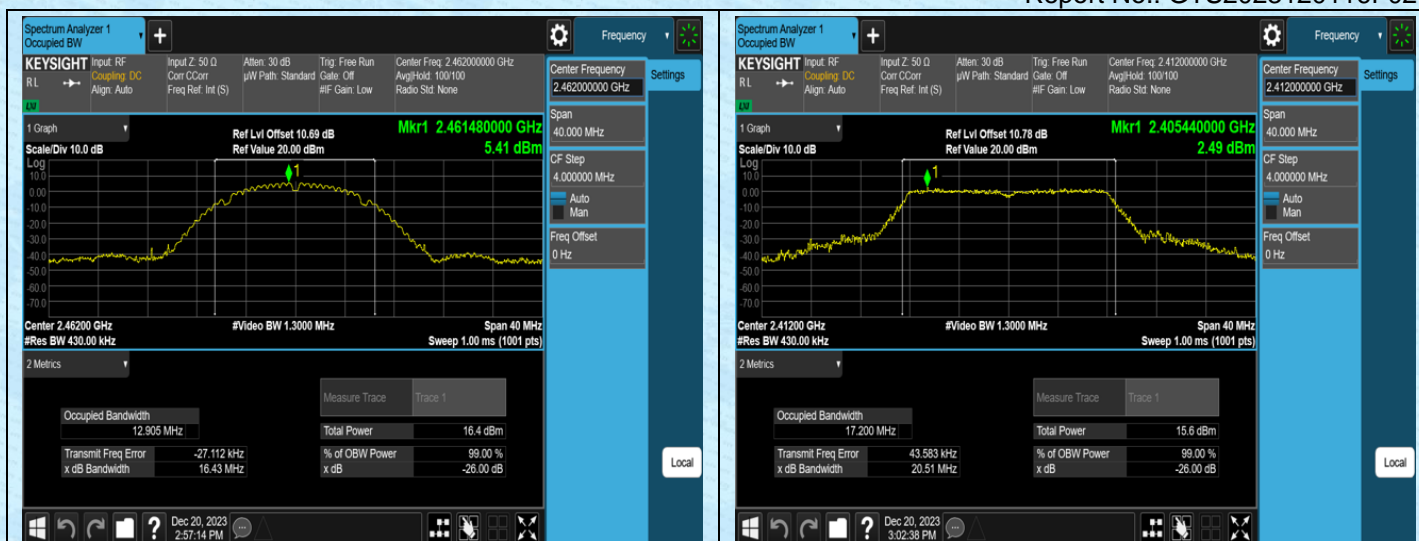 Spectrum Analyzer 1
Occupied BW
+
Frequency
KEYSIGHT
R L
LXI
Input: RF
Coupling: DC
Align: Auto
Input Z: 50 Ω
Corr CCorr
Freq Ref: Int (S)
Atten: 30 dB
µW Path: Standard
Trig: Free Run
Gate: Off
#IF Gain: Low
Center Freq: 2.462000000 GHz
Avg|Hold: 100/100
Radio Std: None
Center Frequency
2.462000000 GHz
Settings
Span
40.000 MHz
CF Step
4.000000 MHz
Auto
Man
Freq Offset
0 Hz
1 Graph
Scale/Div 10.0 dB
Ref Lvl Offset 10.69 dB
Ref Value 20.00 dBm
Mkr1 2.461480000 GHz
5.41 dBm
Log
10.0
0.00
-10.0
-20.0
-30.0
-40.0
-50.0
-60.0
-70.0
1
Center 2.46200 GHz
#Res BW 430.00 kHz
#Video BW 1.3000 MHz
Span 40 MHz
Sweep 1.00 ms (1001 pts)
2 Metrics
Measure Trace Trace 1
Occupied Bandwidth
12.905 MHz
Total Power 16.4 dBm
Transmit Freq Error -27.112 kHz
% of OBW Power 99.00 %
x dB Bandwidth 16.43 MHz
x dB -26.00 dB
Local
?
Dec 20, 2023
2:57:14 PM
Spectrum Analyzer 1
Occupied BW
+
Frequency
KEYSIGHT
R L
LXI
Input: RF
Coupling: DC
Align: Auto
Input Z: 50 Ω
Corr CCorr
Freq Ref: Int (S)
Atten: 30 dB
µW Path: Standard
Trig: Free Run
Gate: Off
#IF Gain: Low
Center Freq: 2.412000000 GHz
Avg|Hold: 100/100
Radio Std: None
Center Frequency
2.412000000 GHz
Settings
Span
40.000 MHz
CF Step
4.000000 MHz
Auto
Man
Freq Offset
0 Hz
1 Graph
Scale/Div 10.0 dB
Ref Lvl Offset 10.78 dB
Ref Value 20.00 dBm
Mkr1 2.405440000 GHz
2.49 dBm
Log
10.0
0.00
-10.0
-20.0
-30.0
-40.0
-50.0
-60.0
-70.0
1
Center 2.41200 GHz
#Res BW 430.00 kHz
#Video BW 1.3000 MHz
Span 40 MHz
Sweep 1.00 ms (1001 pts)
2 Metrics
Measure Trace Trace 1
Occupied Bandwidth
17.200 MHz
Total Power 15.6 dBm
Transmit Freq Error 43.583 kHz
% of OBW Power 99.00 %
x dB Bandwidth 20.51 MHz
x dB -26.00 dB
Local
?
Dec 20, 2023
3:02:38 PM